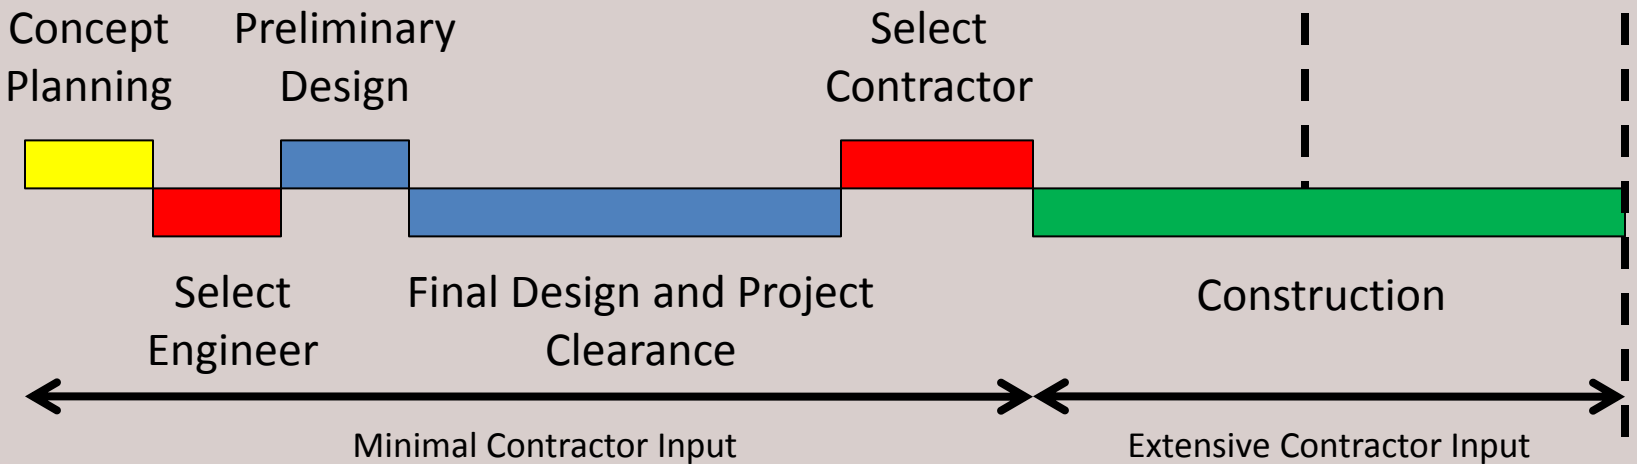 Concept
Planning
Preliminary
Design
Select
Contractor
Select
Engineer
Final Design and Project
Clearance
Construction
Minimal Contractor Input
Extensive Contractor Input